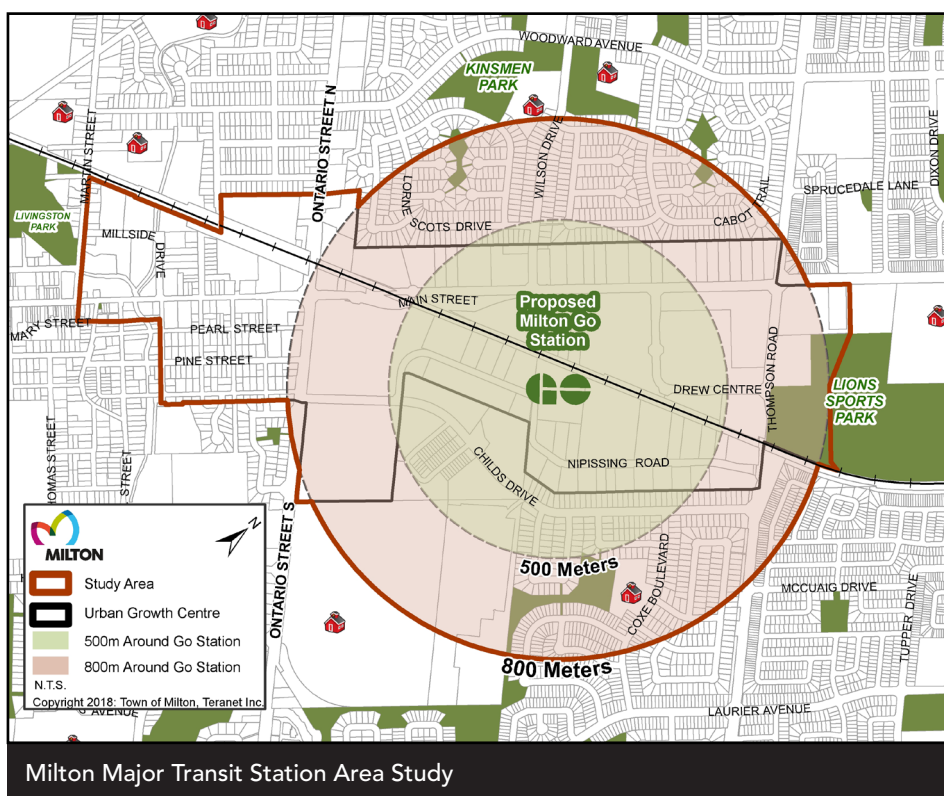 WOODWARD AVENUE
KINSMEN
PARK
MARTIN STREET
ONTARIO STREET N
WILSON DRIVE
DIXON DRIVE
LORNE SCOTS DRIVE
CABOT TRAIL
SPRUCEDALE LANE
LIVINGSTON
PARK
MILLSIDE
DRIVE
MAIN STREET
Proposed
Milton Go
Station
MARY STREET
PEARL STREET
PINE STREET
GO
DREW CENTRE
THOMPSON ROAD
LIONS
SPORTS
PARK
HOMAS STREET
STREET
CHILDS DRIVE
NIPISSING ROAD
ONTARIO STREET S
500 Meters
COXE BOULEVARD
MCCUAIG DRIVE
TUPPER DRIVE
800 Meters
LAURIER AVENUE
MILTON
N
Study Area
Urban Growth Centre
500m Around Go Station
800m Around Go Station
N.T.S.
Copyright 2018: Town of Milton, Teranet Inc.
AVENUE
Milton Major Transit Station Area Study